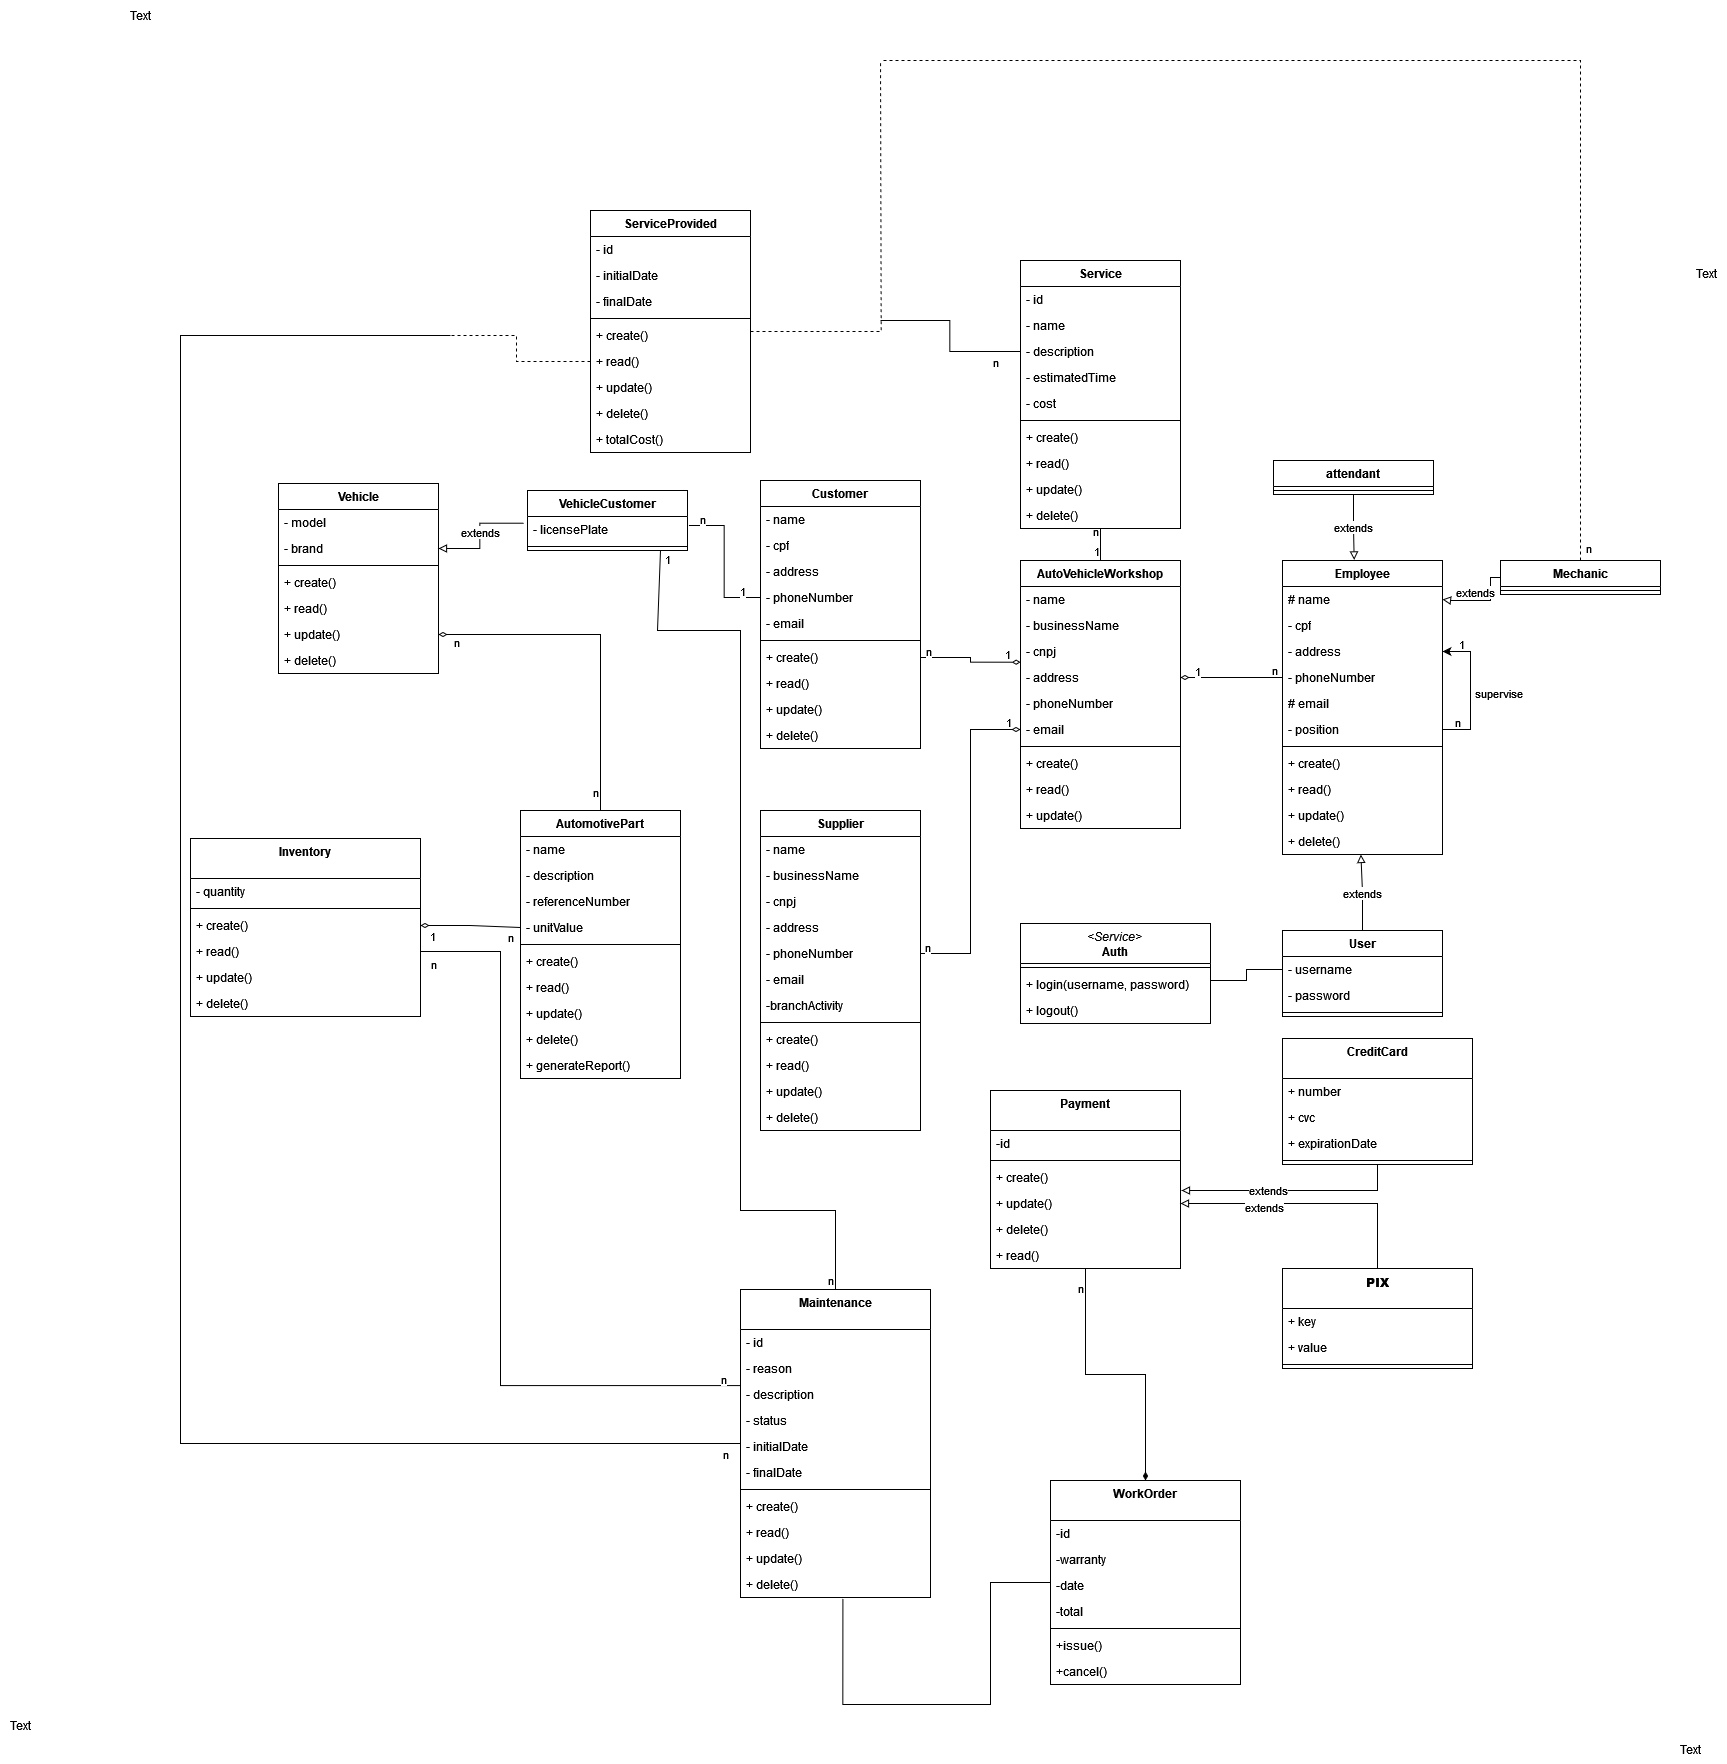 Text
ServiceProvided
- id
- initialDate
- finalDate
+ create()
+ read()
+ update()
+ delete()
+ totalCost()
Service
- id
- name
- description
- estimatedTime
- cost
+ create()
+ read()
+ update()
+ delete()
n
n
1
Text
attendant
extends
Mechanic
n
extends
Vehicle
- model
- brand
+ create()
+ read()
+ update()
+ delete()
n
extends
VehicleCustomer
- licensePlate
n
1
1
Customer
- name
- cpf
- address
- phoneNumber
- email
+ create()
+ read()
+ update()
+ delete()
n
1
AutoVehicleWorkshop
- name
- businessName
- cnpj
- address
- phoneNumber
- email
+ create()
+ read()
+ update()
1
1
n
Employee
# name
- cpf
- address
- phoneNumber
# email
- position
+ create()
+ read()
+ update()
+ delete()
1
supervise
n
extends
Inventory
- quantity
+ create()
+ read()
+ update()
+ delete()
1
n
n
n
AutomotivePart
- name
- description
- referenceNumber
- unitValue
+ create()
+ read()
+ update()
+ delete()
+ generateReport()
Supplier
- name
- businessName
- cnpj
- address
- phoneNumber
- email
-branchActivity
+ create()
+ read()
+ update()
+ delete()
n
<Service>
Auth
+ login(username, password)
+ logout()
User
- username
- password
CreditCard
+ number
+ cvc
+ expirationDate
Payment
-id
+ create()
+ update()
+ delete()
+ read()
extends
extends
n
PIX
+ key
+ value
n
Maintenance
- id
- reason
- description
- status
- initialDate
- finalDate
+ create()
+ read()
+ update()
+ delete()
n
n
WorkOrder
-id
-warranty
-date
-total
+issue()
+cancel()
Text
Text